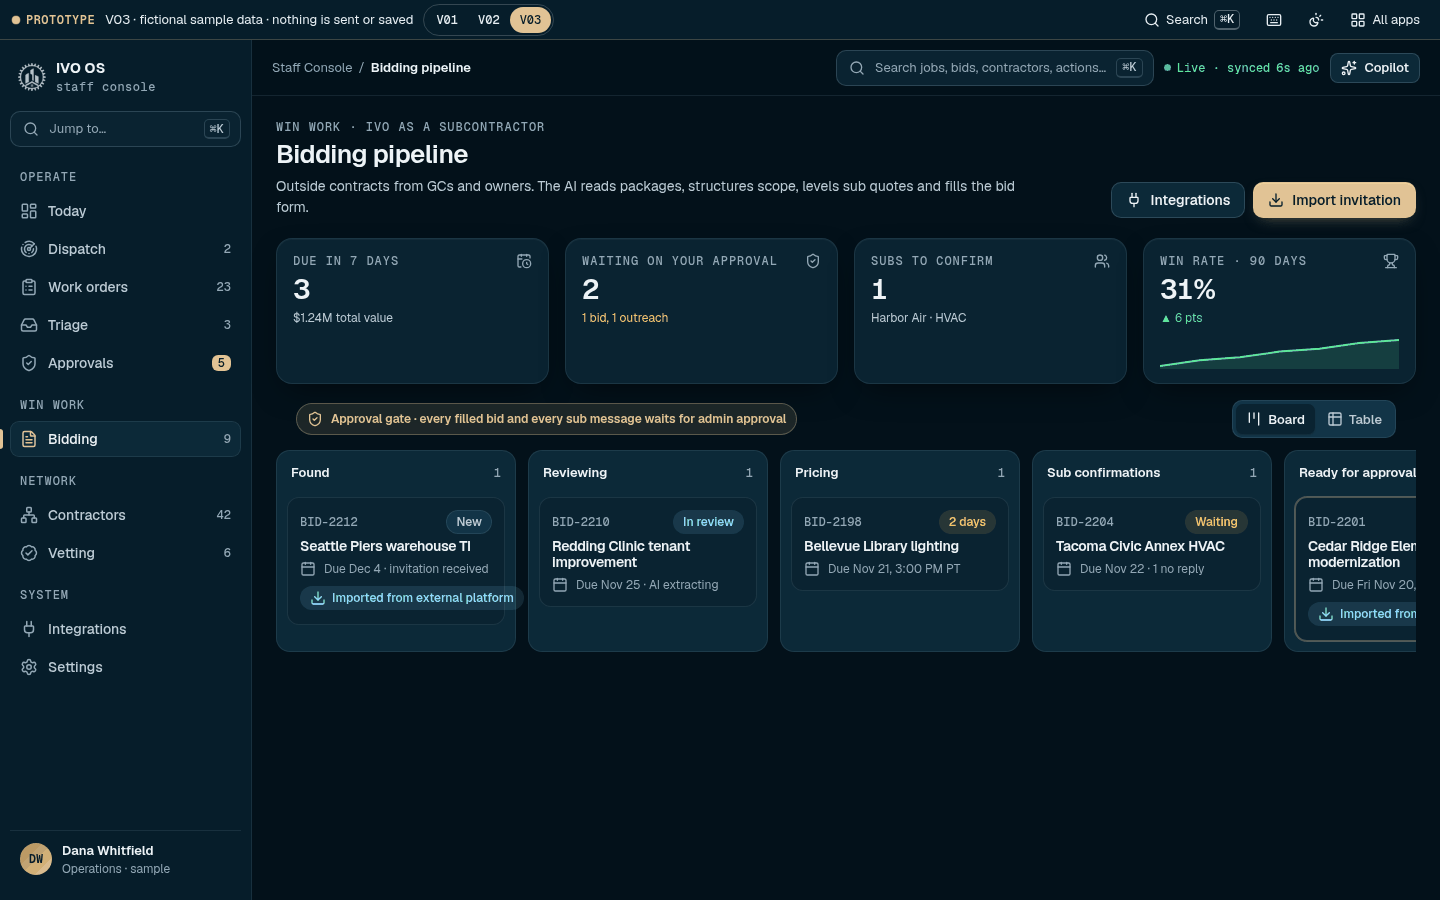 PROTOTYPE V03 · fictional sample data · nothing is sent or saved V01 V02 V03 Search ⌘K All apps
IVO OS
staff console
Jump to… ⌘K
OPERATE
Today
Dispatch 2
Work orders 23
Triage 3
Approvals 5
WIN WORK
Bidding 9
NETWORK
Contractors 42
Vetting 6
SYSTEM
Integrations
Settings
DW Dana Whitfield
Operations · sample
Staff Console / Bidding pipeline Search jobs, bids, contractors, actions… ⌘K Live · synced 6s ago Copilot
WIN WORK · IVO AS A SUBCONTRACTOR
Bidding pipeline
Outside contracts from GCs and owners. The AI reads packages, structures scope, levels sub quotes and fills the bid
form.
Integrations Import invitation
DUE IN 7 DAYS
3
$1.24M total value
WAITING ON YOUR APPROVAL
2
1 bid, 1 outreach
SUBS TO CONFIRM
1
Harbor Air · HVAC
WIN RATE · 90 DAYS
31%
▲ 6 pts
Approval gate · every filled bid and every sub message waits for admin approval Board Table
Found 1
BID-2212 New
Seattle Piers warehouse TI
Due Dec 4 · invitation received
Imported from external platform
Reviewing 1
BID-2210 In review
Redding Clinic tenant
improvement
Due Nov 25 · AI extracting
Pricing 1
BID-2198 2 days
Bellevue Library lighting
Due Nov 21, 3:00 PM PT
Sub confirmations 1
BID-2204 Waiting
Tacoma Civic Annex HVAC
Due Nov 22 · 1 no reply
Ready for approval
BID-2201
Cedar Ridge Elem
modernization
Due Fri Nov 20,
Imported from